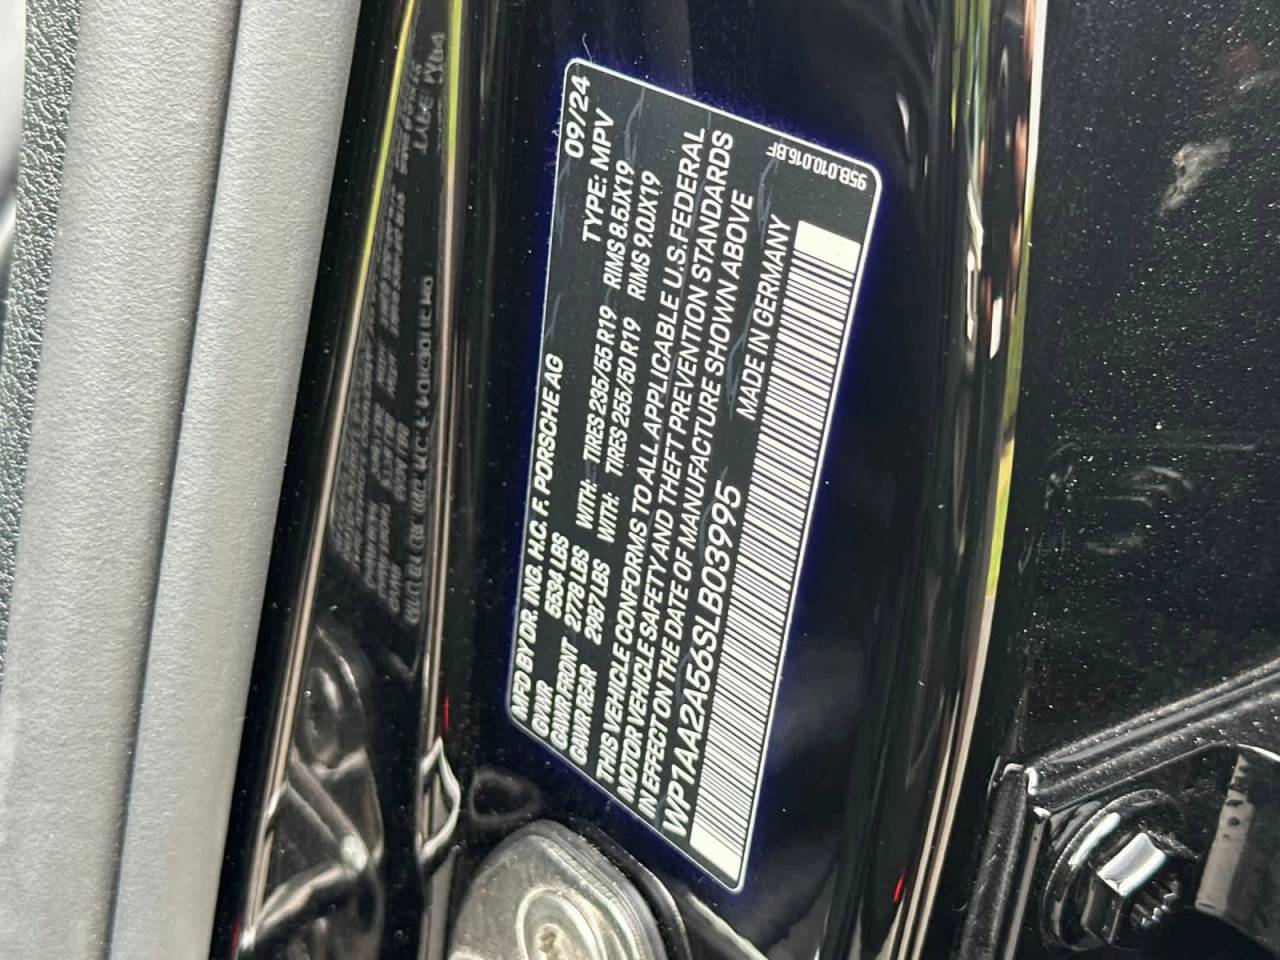 09/24
MFD BY DR. ING. H.C. F. PORSCHE AG
TYPE: MPV
GVWR 5534 LBS
GAWR FRONT 2778 LBS WITH: TIRES 235/55 R19 RIMS 8.5JX19
GAWR REAR 2987 LBS WITH: TIRES 255/50 R19 RIMS 9.0JX19
THIS VEHICLE CONFORMS TO ALL APPLICABLE U.S.FEDERAL
MOTOR VEHICLE SAFETY AND THEFT PREVENTION STANDARDS
IN EFFECT ON THE DATE OF MANUFACTURE SHOWN ABOVE
WP1AA2A56SLB03995 MADE IN GERMANY
95B.010.016.BF